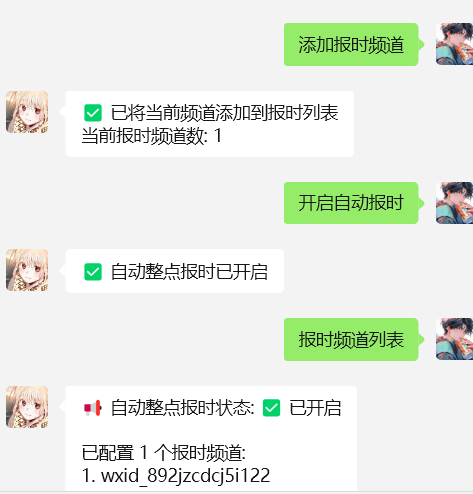 添加报时频道
✅ 已将当前频道添加到报时列表
当前报时频道数: 1
开启自动报时
✅ 自动整点报时已开启
报时频道列表
📢 自动整点报时状态: ✅ 已开启
已配置 1 个报时频道:
1. wxid_892jzcdcj5i122